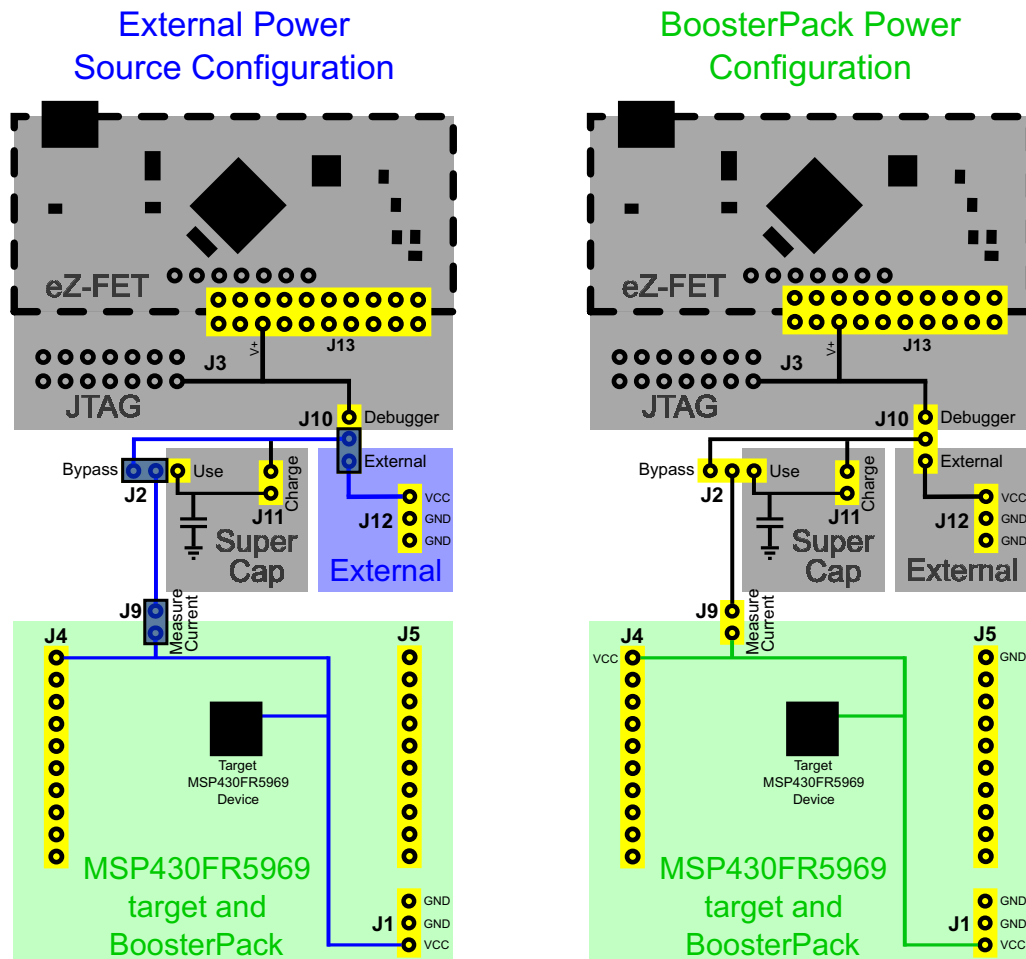 External Power
Source Configuration
eZ-FET
J13
V+
J3
JTAG
J10
Debugger
Bypass
Use
External
J2
Charge
J11
VCC
J12
GND
GND
Super
Cap
External
J9
Measure
Current
J4
J5
Target
MSP430FR5969
Device
MSP430FR5969
target and
BoosterPack
GND
J1
GND
VCC
BoosterPack Power
Configuration
eZ-FET
J13
V+
J3
JTAG
J10
Debugger
Bypass
Use
External
J2
Charge
J11
VCC
J12
GND
GND
Super
Cap
External
J9
Measure
Current
J4
J5
VCC
GND
Target
MSP430FR5969
Device
MSP430FR5969
target and
BoosterPack
GND
J1
GND
VCC